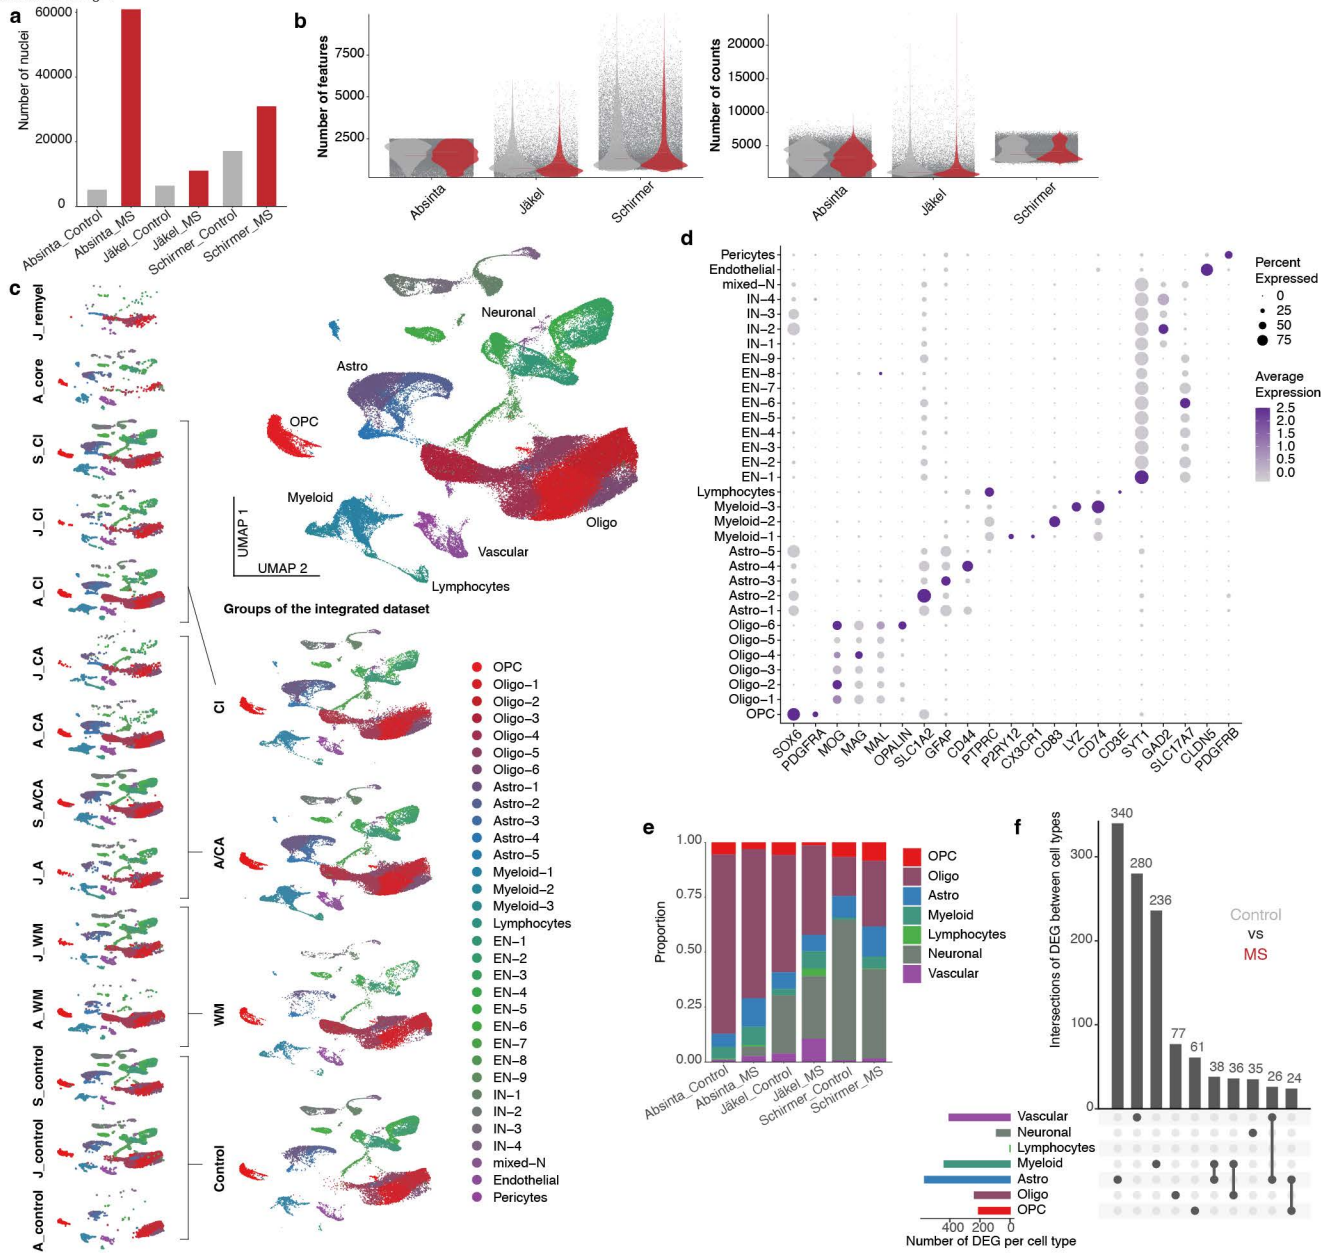 a
Number of nuclei
60000
40000
20000
0
Absinta_Control
Absinta_MS
Jäkel_Control
Jäkel_MS
Schirmer_Control
Schirmer_MS
b
Number of features
7500
5000
2500
Absinta
Jäkel
Schirmer
Number of counts
20000
15000
10000
5000
Absinta
Jäkel
Schirmer
c
J_remyel
A_core
S_CI
J_CI
A_CI
J_CA
A_CA
S_A/CA
J_A
J_WM
A_WM
S_control
J_control
A_control
Neuronal
Astro
OPC
Myeloid
Oligo
Vascular
Lymphocytes
UMAP 1
UMAP 2
Groups of the integrated dataset
CI
A/CA
WM
Control
OPC
Oligo−1
Oligo−2
Oligo−3
Oligo−4
Oligo−5
Oligo−6
Astro−1
Astro−2
Astro−3
Astro−4
Astro−5
Myeloid−1
Myeloid−2
Myeloid−3
Lymphocytes
EN−1
EN−2
EN−3
EN−4
EN−5
EN−6
EN−7
EN−8
EN−9
IN−1
IN−2
IN−3
IN−4
mixed−N
Endothelial
Pericytes
d
Pericytes
Endothelial
mixed−N
IN−4
IN−3
IN−2
IN−1
EN−9
EN−8
EN−7
EN−6
EN−5
EN−4
EN−3
EN−2
EN−1
Lymphocytes
Myeloid−3
Myeloid−2
Myeloid−1
Astro−5
Astro−4
Astro−3
Astro−2
Astro−1
Oligo−6
Oligo−5
Oligo−4
Oligo−3
Oligo−2
Oligo−1
OPC
SOX6
PDGFRA
MOG
MAG
MAL
OPALIN
SLC1A2
GFAP
CD44
PTPRC
P2RY12
CX3CR1
CD83
LYZ
CD74
CD3E
SYT1
GAD2
SLC17A7
CLDN5
PDGFRB
Percent
Expressed
0
25
50
75
Average
Expression
2.5
2.0
1.5
1.0
0.5
0.0
e
Proportion
1.00
0.75
0.50
0.25
0.00
Absinta_Control
Absinta_MS
Jäkel_Control
Jäkel_MS
Schirmer_Control
Schirmer_MS
OPC
Oligo
Astro
Myeloid
Lymphocytes
Neuronal
Vascular
f
Intersections of DEG between cell types
300
200
100
0
340
280
236
77
61
38
36
35
26
24
Control
vs
MS
Vascular
Neuronal
Lymphocytes
Myeloid
Astro
Oligo
OPC
400 200 0
Number of DEG per cell type